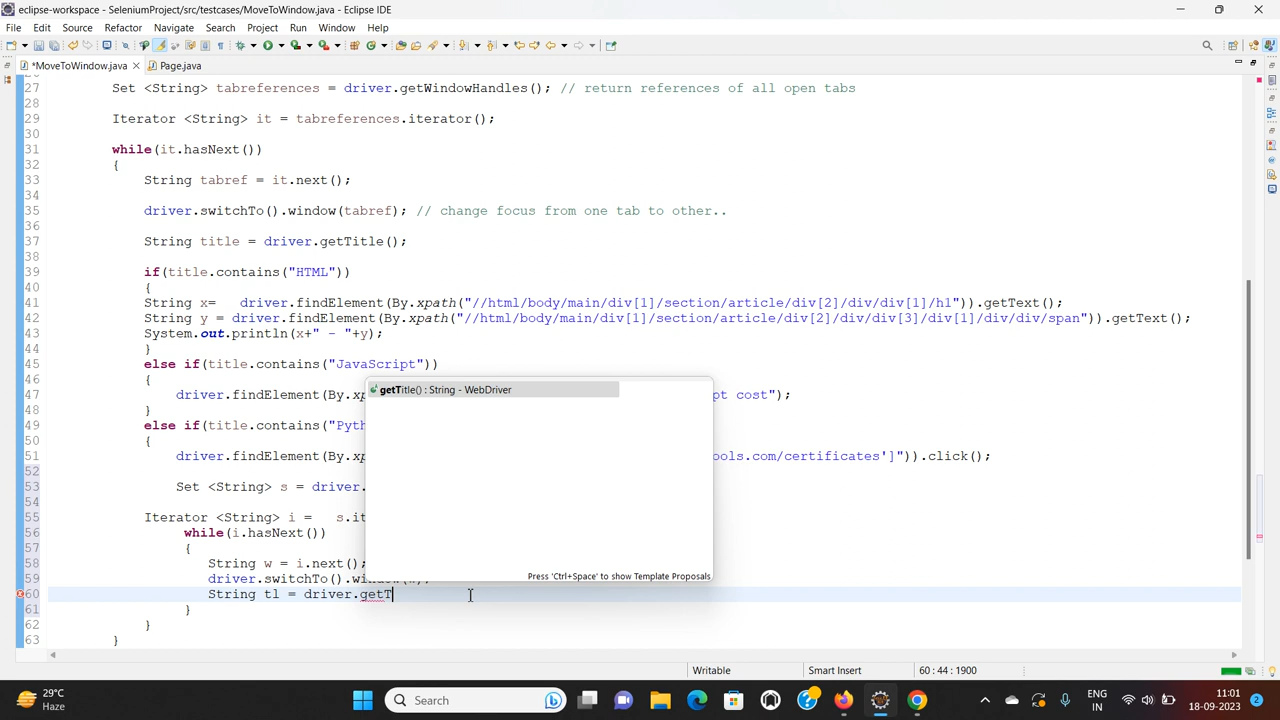 eclipse-workspace - SeleniumProject/src/testcases/MoveToWindow.java - Eclipse IDE
File Edit Source Refactor Navigate Search Project Run Window Help
*MoveToWindow.java Page.java
27 Set <String> tabreferences = driver.getWindowHandles(); // return references of all open tabs
28
29 Iterator <String> it = tabreferences.iterator();
30
31 while(it.hasNext())
32 {
33 String tabref = it.next();
34
35 driver.switchTo().window(tabref); // change focus from one tab to other..
36
37 String title = driver.getTitle();
38
39 if(title.contains("HTML"))
40 {
41 String x= driver.findElement(By.xpath("//html/body/main/div[1]/section/article/div[2]/div/div[1]/h1")).getText();
42 String y = driver.findElement(By.xpath("//html/body/main/div[1]/section/article/div[2]/div/div[3]/div[1]/div/div/span")).getText();
43 System.out.println(x+" - "+y);
44 }
45 else if(title.contains("JavaScript"))
46 {
47 driver.findElement(By. pt cost");
48 }
49 else if(title.contains("Pyth
50 {
51 driver.findElement(By.xp ools.com/certificates']")).click();
52
53 Set <String> s = driver.
54
55 Iterator <String> i = s.it
56 while(i.hasNext())
57 {
58 String w = i.next();
59 driver.switchTo().window(w);
60 String tl = driver.getT
61 }
62 }
63 }
getTitle() : String - WebDriver
Press 'Ctrl+Space' to show Template Proposals
Writable Smart Insert 60 : 44 : 1900
29°C
Haze
Search
ENG
IN
11:01
18-09-2023
2